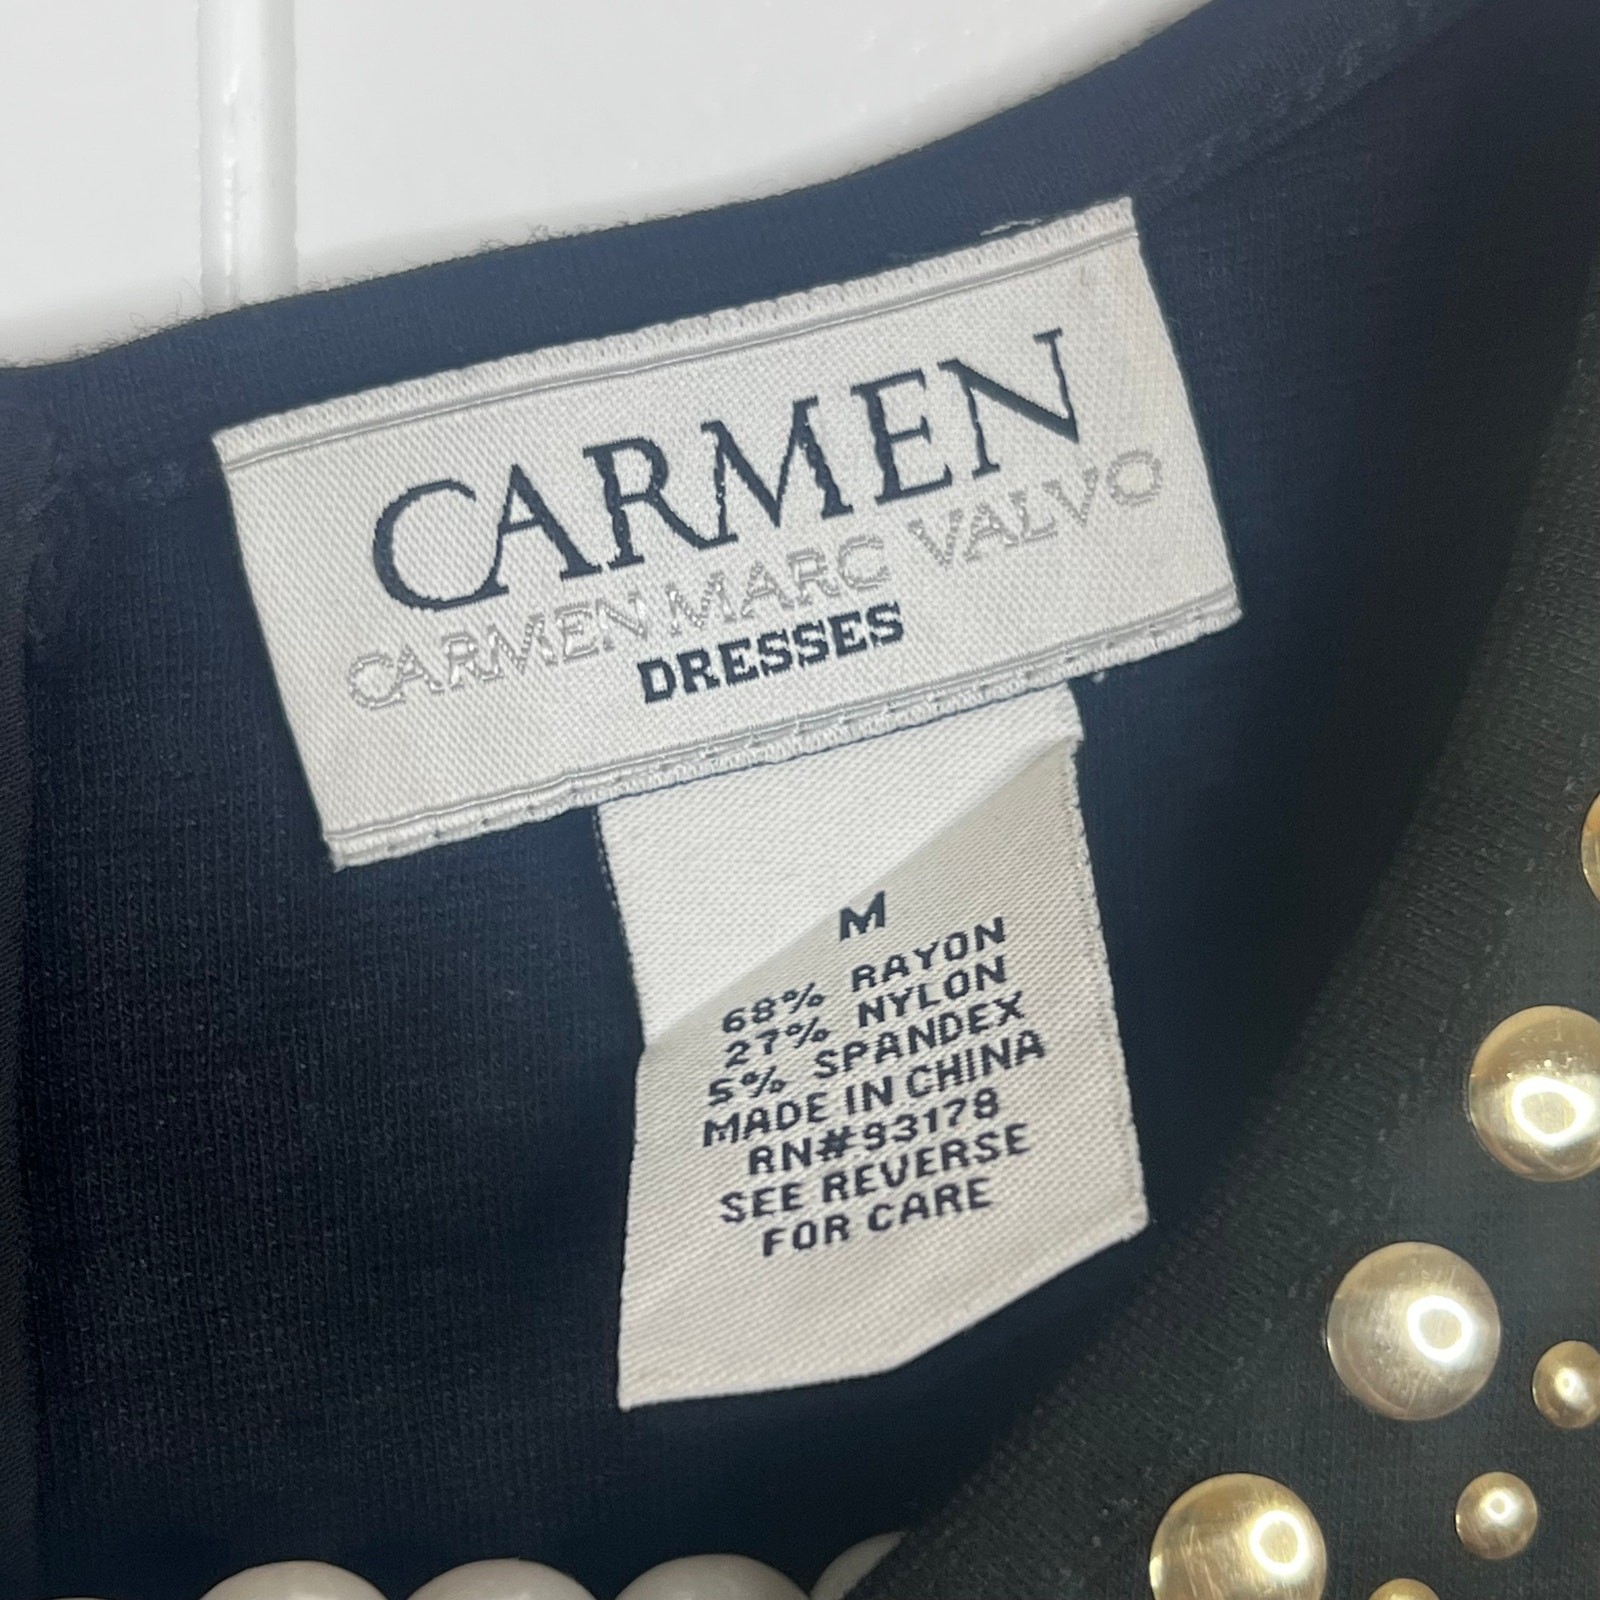 CARMEN
CARMEN MARC VALVO
DRESSES
M
68% RAYON
27% NYLON
5% SPANDEX
MADE IN CHINA
RN#93178
SEE REVERSE
FOR CARE